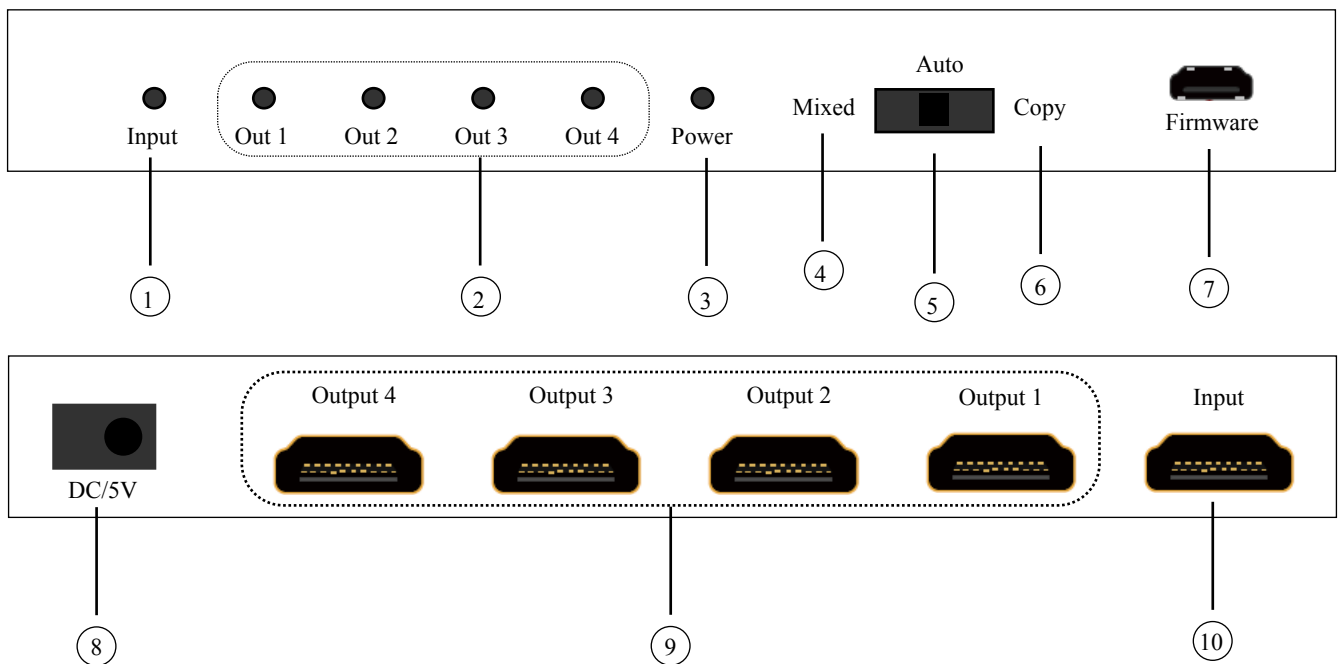 Auto
Mixed Copy
Input Out 1 Out 2 Out 3 Out 4 Power Firmware
1 2 3 4 5 6 7
Output 4 Output 3 Output 2 Output 1 Input
DC/5V
8 9 10